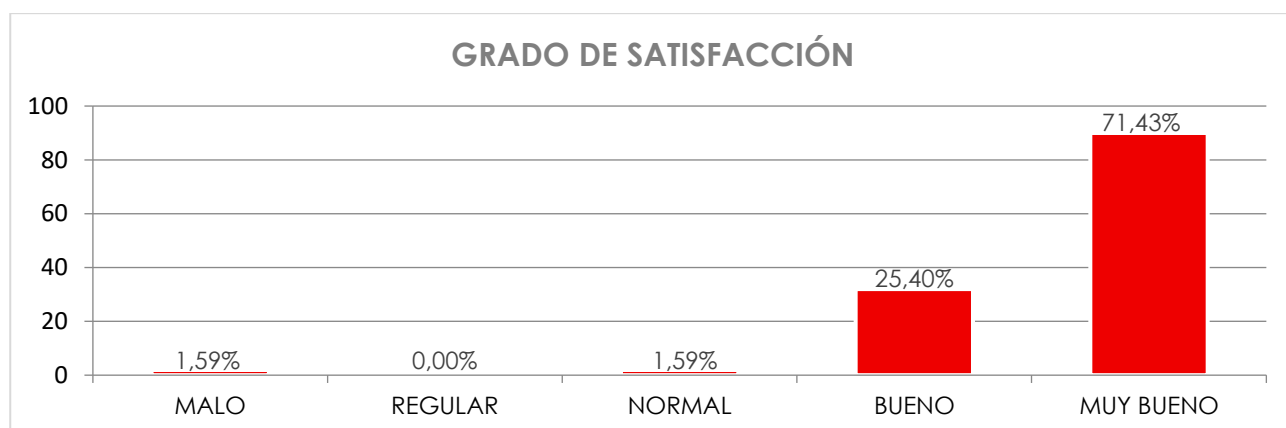 GRADO DE SATISFACCIÓN
100
80
60
40
20
0
1,59%
0,00%
1,59%
25,40%
71,43%
MALO
REGULAR
NORMAL
BUENO
MUY BUENO